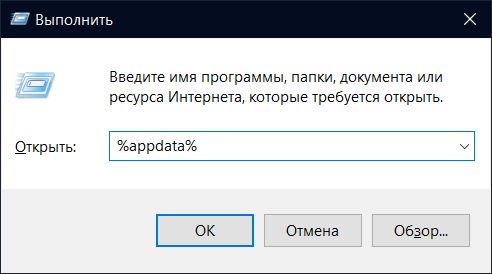 Выполнить
Введите имя программы, папки, документа или
ресурса Интернета, которые требуется открыть.
Открыть: %appdata%
ОК Отмена Обзор...